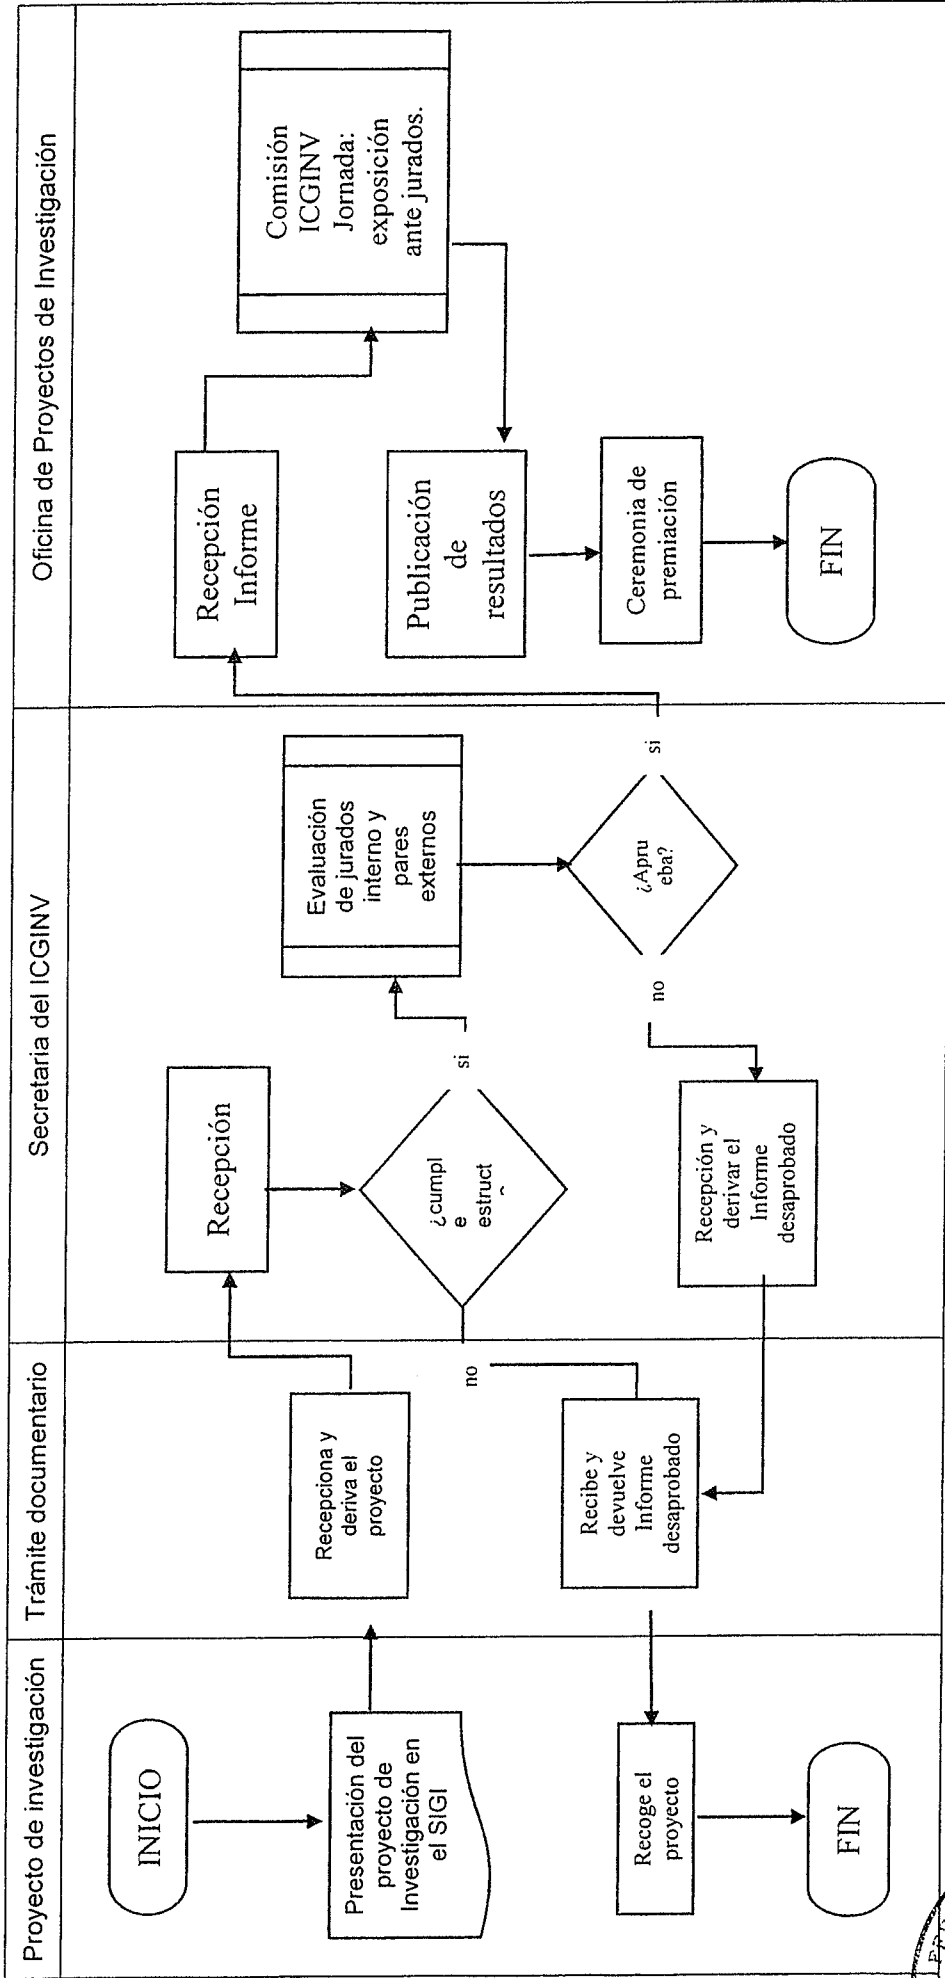 Proyecto de investigación
Trámite documentario
Secretaria del ICGINV
Oficina de Proyectos de Investigación
INICIO
Presentación del
proyecto de
Investigación en
el SIGI
Recoge el
proyecto
FIN
Recepciona y
deriva el
proyecto
no
Recibe y
devuelve
Informe
desaprobado
Recepción
¿cumpl
e
estruct
si
Evaluación
de jurados
interno y
pares
externos
¿Apru
eba?
si
no
Recepción y
derivar el
Informe
desaprobado
Recepción
Informe
Comisión
ICGINV
Jornada:
exposición
ante jurados.
Publicación
de
resultados
Ceremonia de
premiación
FIN